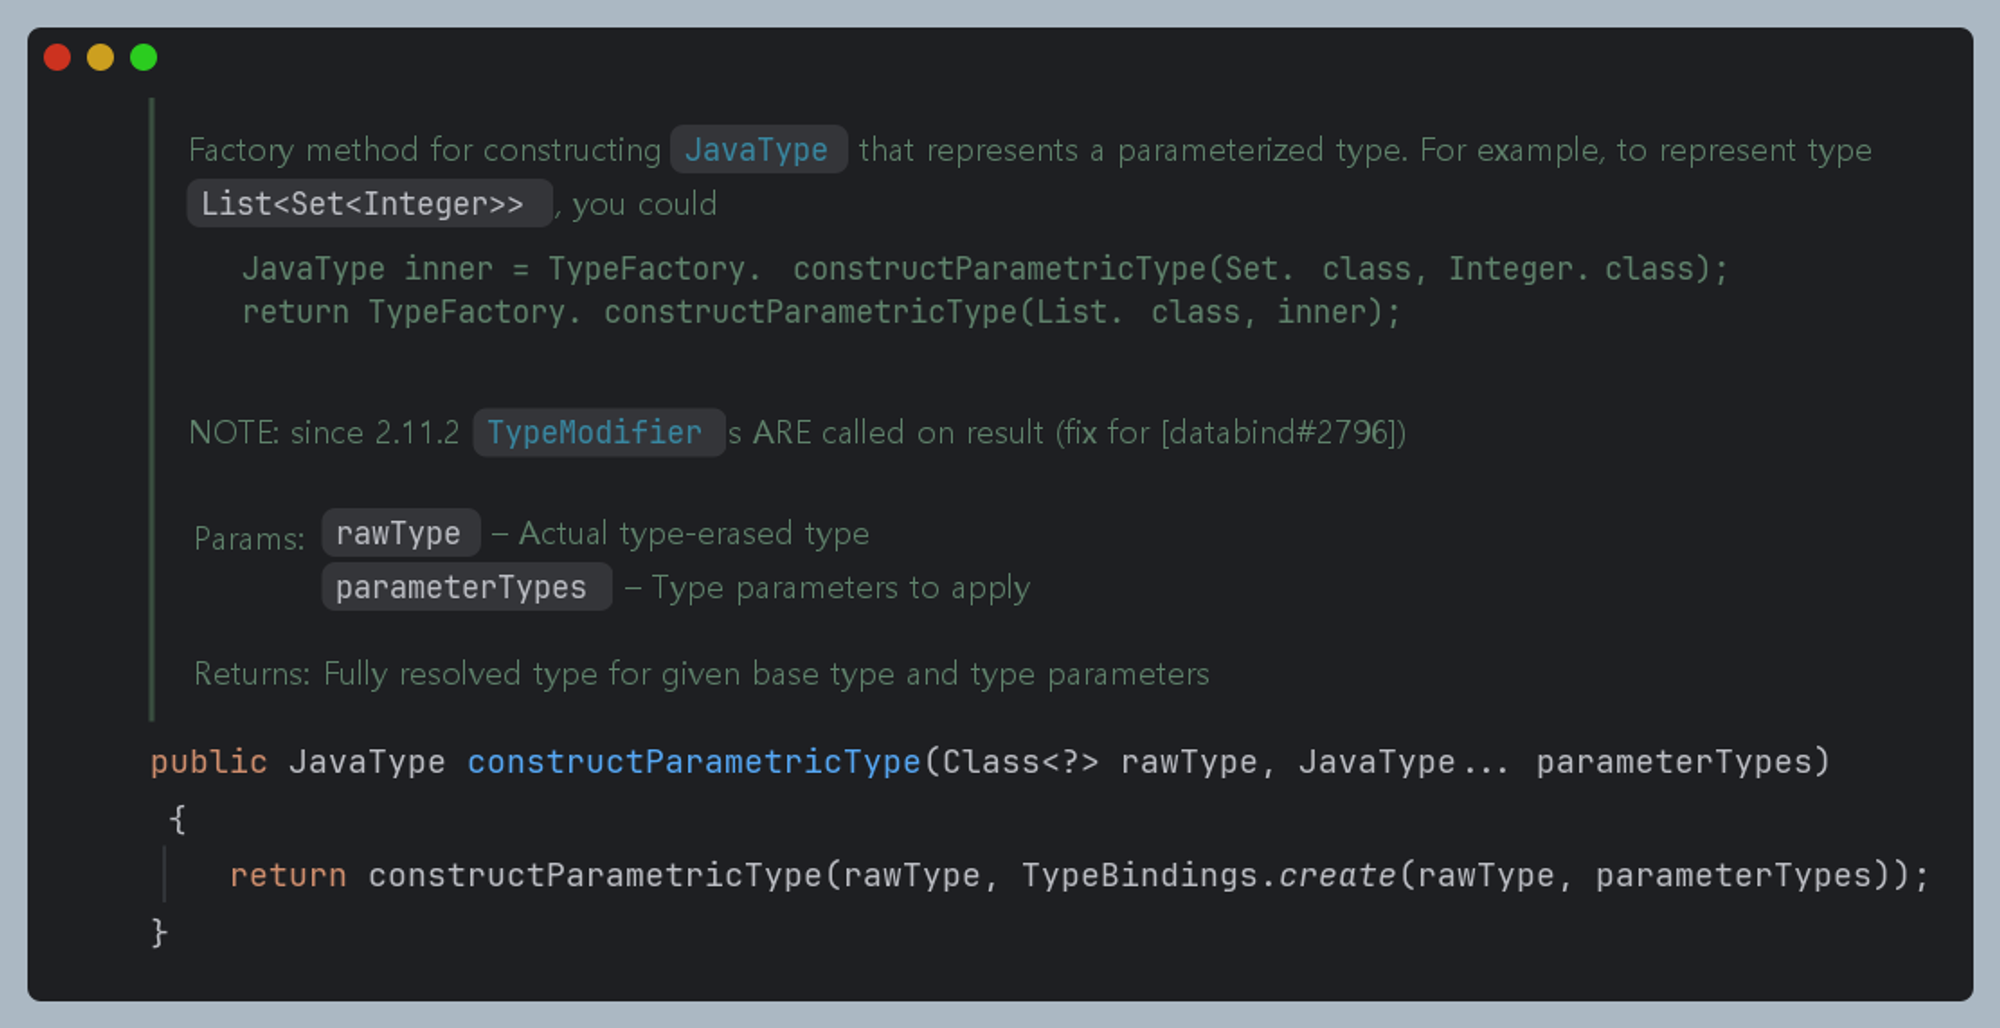 Factory method for constructing JavaType that represents a parameterized type. For example, to represent type
List<Set<Integer>> , you could
JavaType inner = TypeFactory. constructParametricType(Set. class, Integer. class);
return TypeFactory. constructParametricType(List. class, inner);
NOTE: since 2.11.2 TypeModifier s ARE called on result (fix for [databind#2796])
Params: rawType – Actual type-erased type
parameterTypes – Type parameters to apply
Returns: Fully resolved type for given base type and type parameters
public JavaType constructParametricType(Class<?> rawType, JavaType... parameterTypes)
{
return constructParametricType(rawType, TypeBindings.create(rawType, parameterTypes));
}